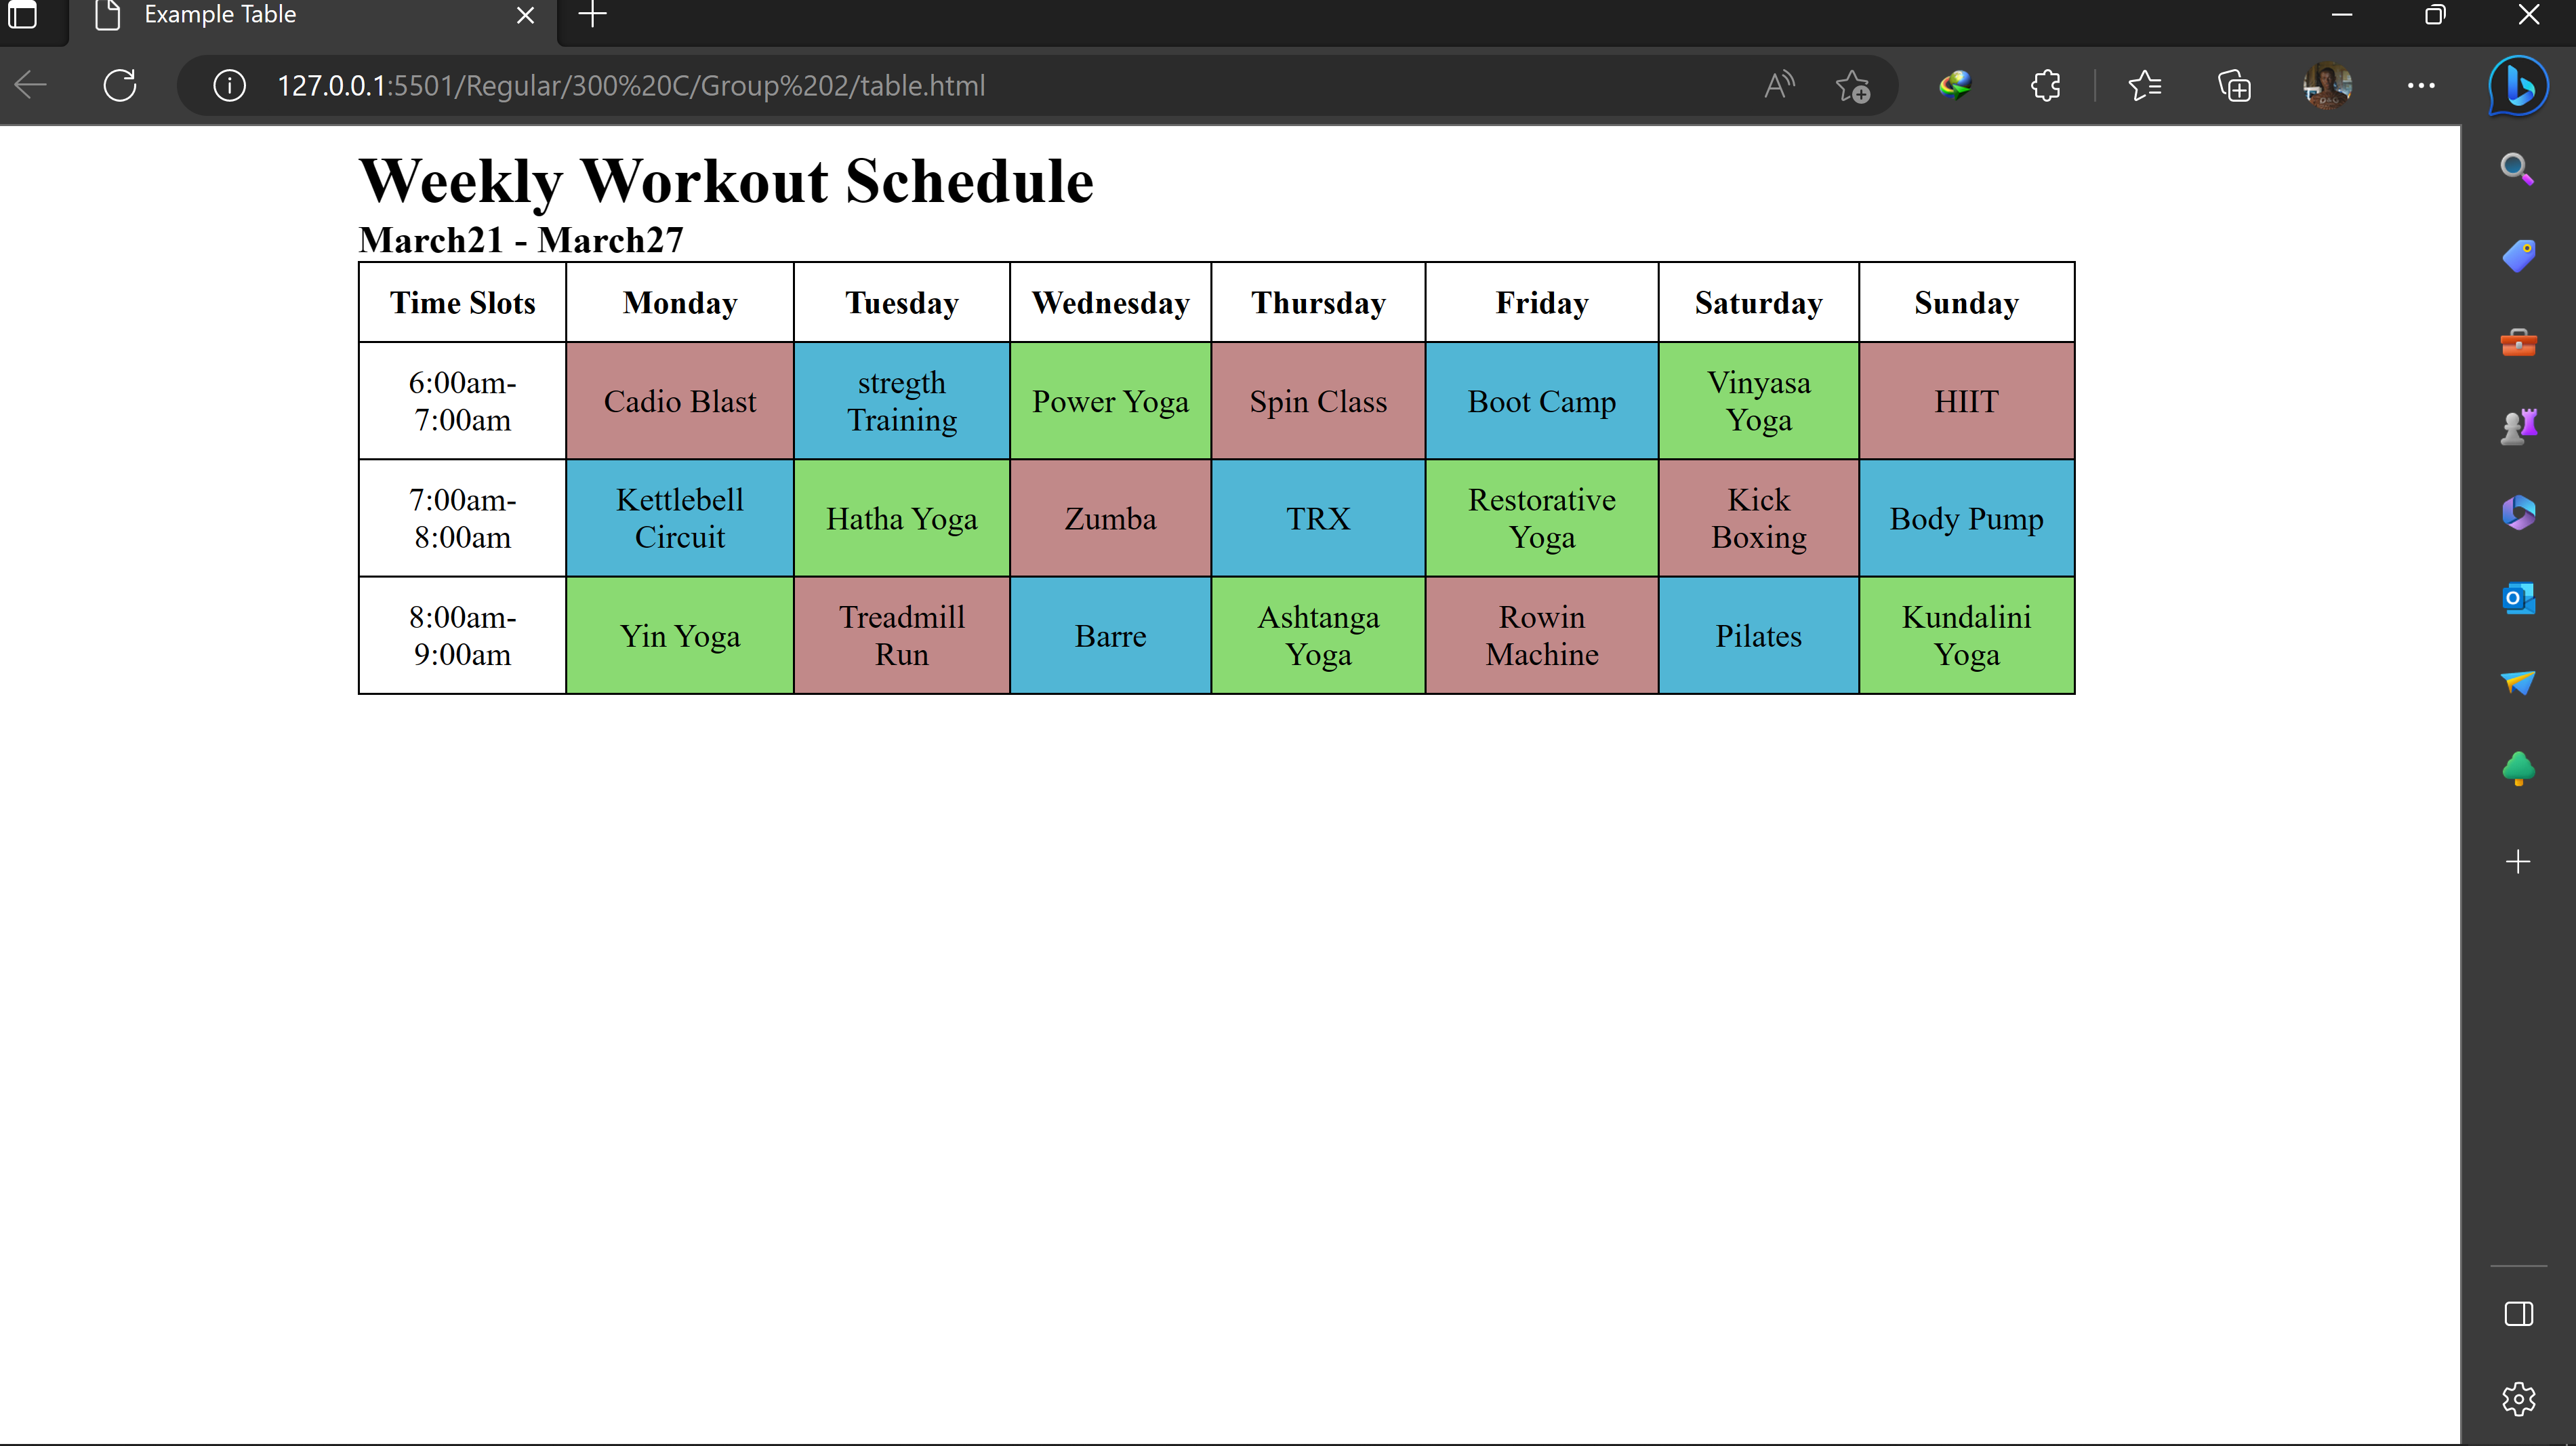 Example Table
127.0.0.1:5501/Regular/300%20C/Group%202/table.html
Weekly Workout Schedule
March21 - March27
Time Slots Monday Tuesday Wednesday Thursday Friday Saturday Sunday
6:00am-
7:00am
Cadio Blast
stregth
Training
Power Yoga
Spin Class
Boot Camp
Vinyasa
Yoga
HIIT
7:00am-
8:00am
Kettlebell
Circuit
Hatha Yoga
Zumba
TRX
Restorative
Yoga
Kick
Boxing
Body Pump
8:00am-
9:00am
Yin Yoga
Treadmill
Run
Barre
Ashtanga
Yoga
Rowin
Machine
Pilates
Kundalini
Yoga